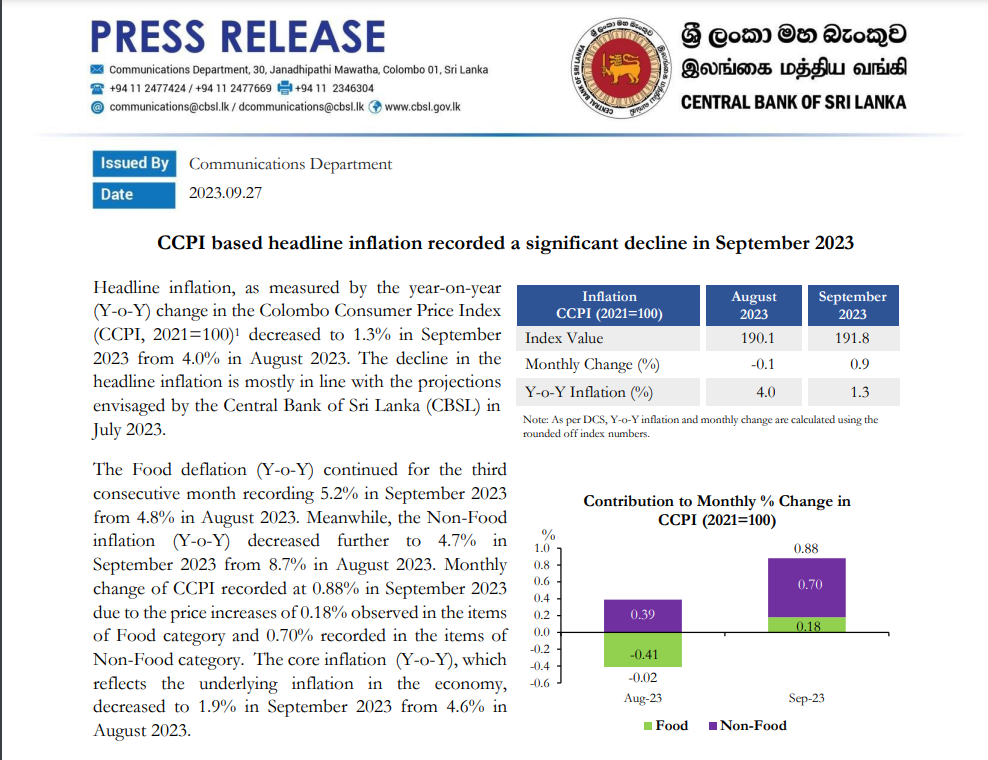 PRESS RELEASE
Communications Department, 30, Janadhipathi Mawatha, Colombo 01, Sri Lanka
+94 11 2477424 / +94 11 2477669 +94 11 2346304
communications@cbsl.lk / dcommunications@cbsl.lk www.cbsl.gov.lk
ශ්‍රී ලංකා මහ බැංකුව
இலங்கை மத்திய வங்கி
CENTRAL BANK OF SRI LANKA
Issued By Communications Department
Date 2023.09.27
CCPI based headline inflation recorded a significant decline in September 2023
Headline inflation, as measured by the year-on-year
(Y-o-Y) change in the Colombo Consumer Price Index
(CCPI, 2021=100)¹ decreased to 1.3% in September
2023 from 4.0% in August 2023. The decline in the
headline inflation is mostly in line with the projections
envisaged by the Central Bank of Sri Lanka (CBSL) in
July 2023.
The Food deflation (Y-o-Y) continued for the third
consecutive month recording 5.2% in September 2023
from 4.8% in August 2023. Meanwhile, the Non-Food
inflation (Y-o-Y) decreased further to 4.7% in
September 2023 from 8.7% in August 2023. Monthly
change of CCPI recorded at 0.88% in September 2023
due to the price increases of 0.18% observed in the items
of Food category and 0.70% recorded in the items of
Non-Food category. The core inflation (Y-o-Y), which
reflects the underlying inflation in the economy,
decreased to 1.9% in September 2023 from 4.6% in
August 2023.
Inflation August September
CCPI (2021=100) 2023 2023
Index Value 190.1 191.8
Monthly Change (%) -0.1 0.9
Y-o-Y Inflation (%) 4.0 1.3
Note: As per DCS, Y-o-Y inflation and monthly change are calculated using the
rounded off index numbers.
Contribution to Monthly % Change in
CCPI (2021=100)
%
1.0
0.8
0.6
0.4
0.2
0.0
-0.2
-0.4
-0.6
0.39
-0.41
-0.02
0.88
0.70
0.18
Aug-23 Sep-23
Food Non-Food